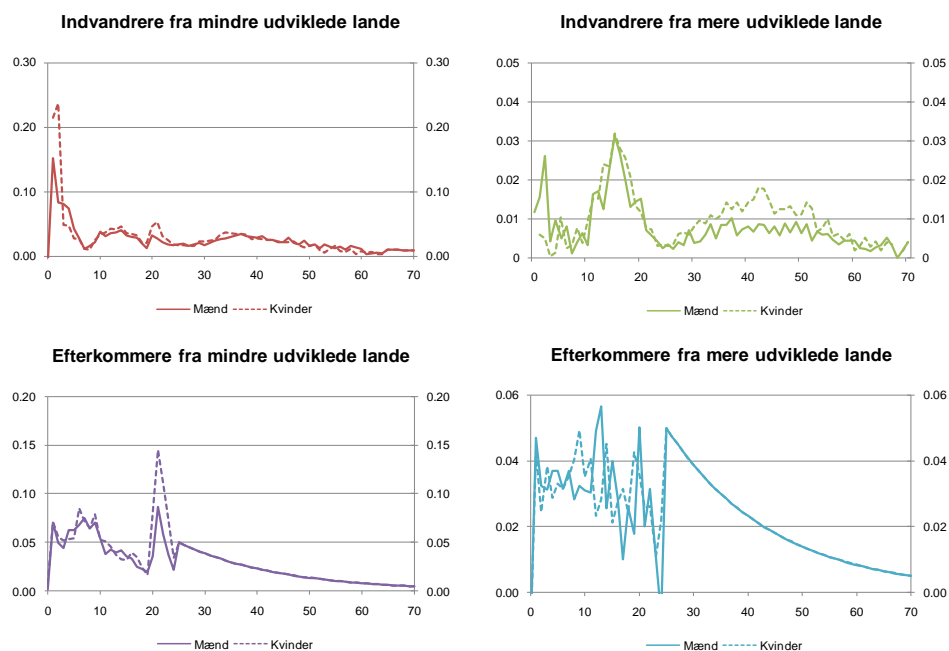 Indvandrere fra mindre udviklede lande
0.30 0.30
0.20 0.20
0.10 0.10
0.00 0.00
0 10 20 30 40 50 60 70
Mænd Kvinder
Indvandrere fra mere udviklede lande
0.05 0.05
0.04 0.04
0.03 0.03
0.02 0.02
0.01 0.01
0 0
0 10 20 30 40 50 60 70
Mænd Kvinder
Efterkommere fra mindre udviklede lande
0.20 0.20
0.15 0.15
0.10 0.10
0.05 0.05
0.00 0.00
0 10 20 30 40 50 60 70
Mænd Kvinder
Efterkommere fra mere udviklede lande
0.06 0.06
0.04 0.04
0.02 0.02
0.00 0.00
0 10 20 30 40 50 60 70
Mænd Kvinder